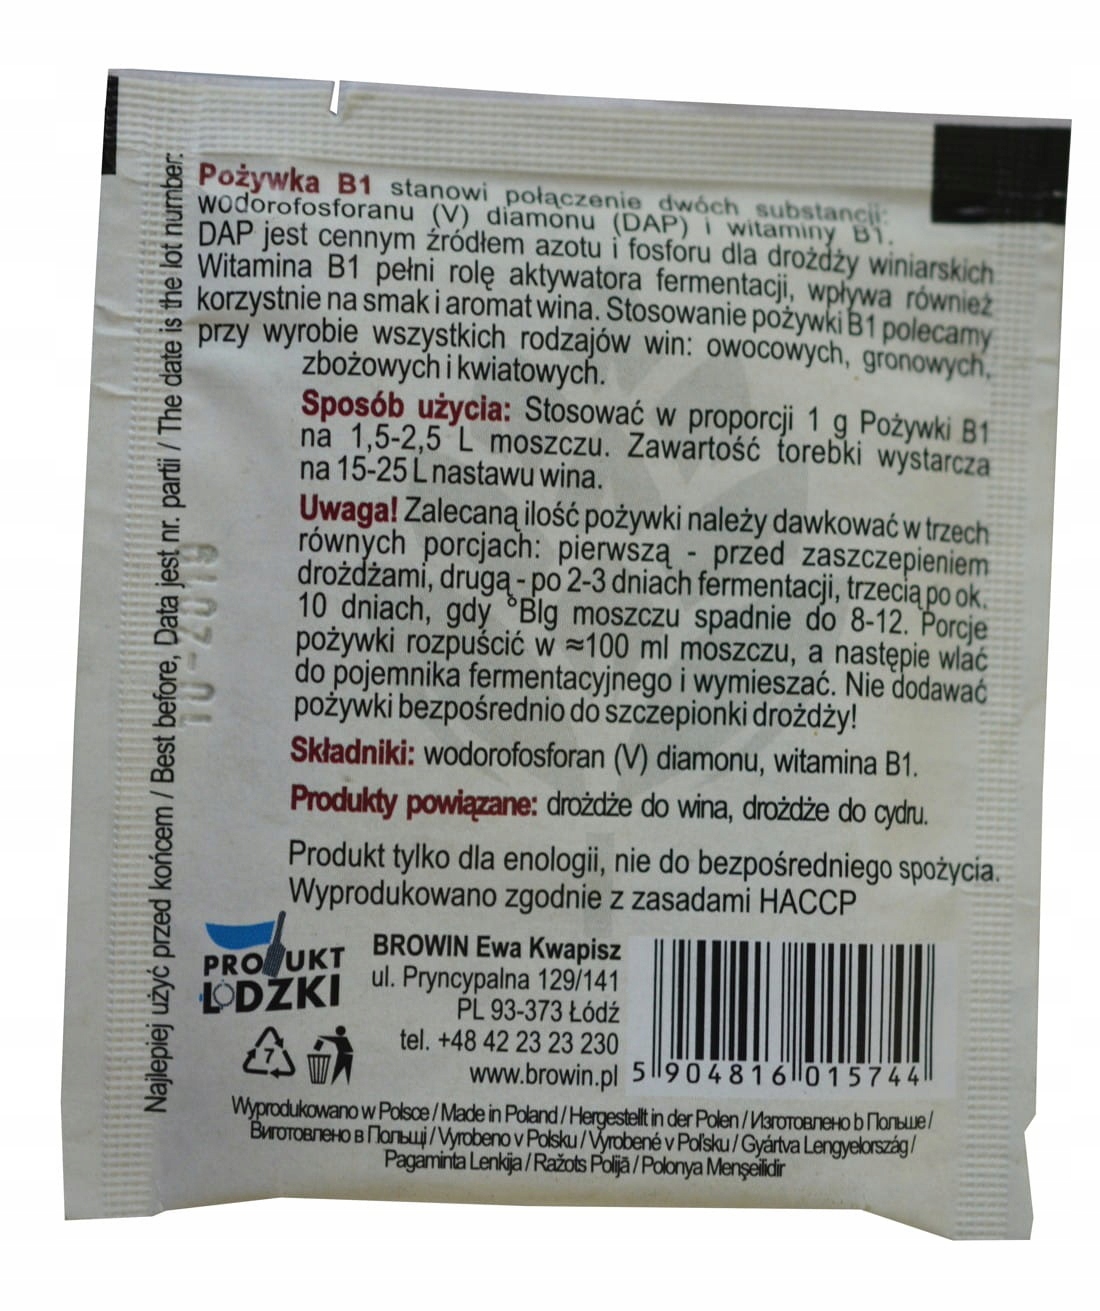 Pożywka B1 stanowi połączenie dwóch substancji:
wodorofosforanu (V) diamonu (DAP) i witaminy B1.
DAP jest cennym źródłem azotu i fosforu dla drożdży winiarskich
Witamina B1 pełni rolę aktywatora fermentacji, wpływa również
korzystnie na smak i aromat wina. Stosowanie pożywki B1 polecamy
przy wyrobie wszystkich rodzajów win: owocowych, gronowych,
zbożowych i kwiatowych.
Sposób użycia: Stosować w proporcji 1 g Pożywki B1
na 1,5-2,5 L moszczu. Zawartość torebki wystarcza
na 15-25 L nastawu wina.
Uwaga! Zalecaną ilość pożywki należy dawkować w trzech
równych porcjach: pierwszą - przed zaszczepieniem
drożdżami, drugą - po 2-3 dniach fermentacji, trzecią po ok.
10 dniach, gdy °Blg moszczu spadnie do 8-12. Porcje
pożywki rozpuścić w ≈100 ml moszczu, a następie wlać
do pojemnika fermentacyjnego i wymieszać. Nie dodawać
pożywki bezpośrednio do szczepionki drożdży!
Składniki: wodorofosforan (V) diamonu, witamina B1.
Produkty powiązane: drożdże do wina, drożdże do cydru.
Produkt tylko dla enologii, nie do bezpośredniego spożycia.
Wyprodukowano zgodnie z zasadami HACCP
Najlepiej użyć przed końcem / Best before, Data jest nr. partii / The date is the lot number:
10-2019
PRODUKT
ŁÓDZKI
7
BROWIN Ewa Kwapisz
ul. Pryncypalna 129/141
PL 93-373 Łódź
tel. +48 42 23 23 230
www.browin.pl
5 904816 015744
Wyprodukowano w Polsce / Made in Poland / Hergestellt in der Polen / Изготовлено b Польше /
Виготовлено в Польщі / Vyrobeno v Polsku / Vyrobené v Poľsku / Gyártva Lengyelország /
Pagaminta Lenkija / Ražots Polijā / Polonya Menşeilidir